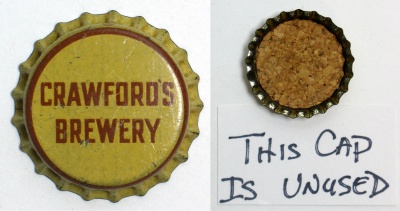 CRAWFORD'S
BREWERY
THIS CAP
IS UNUSED